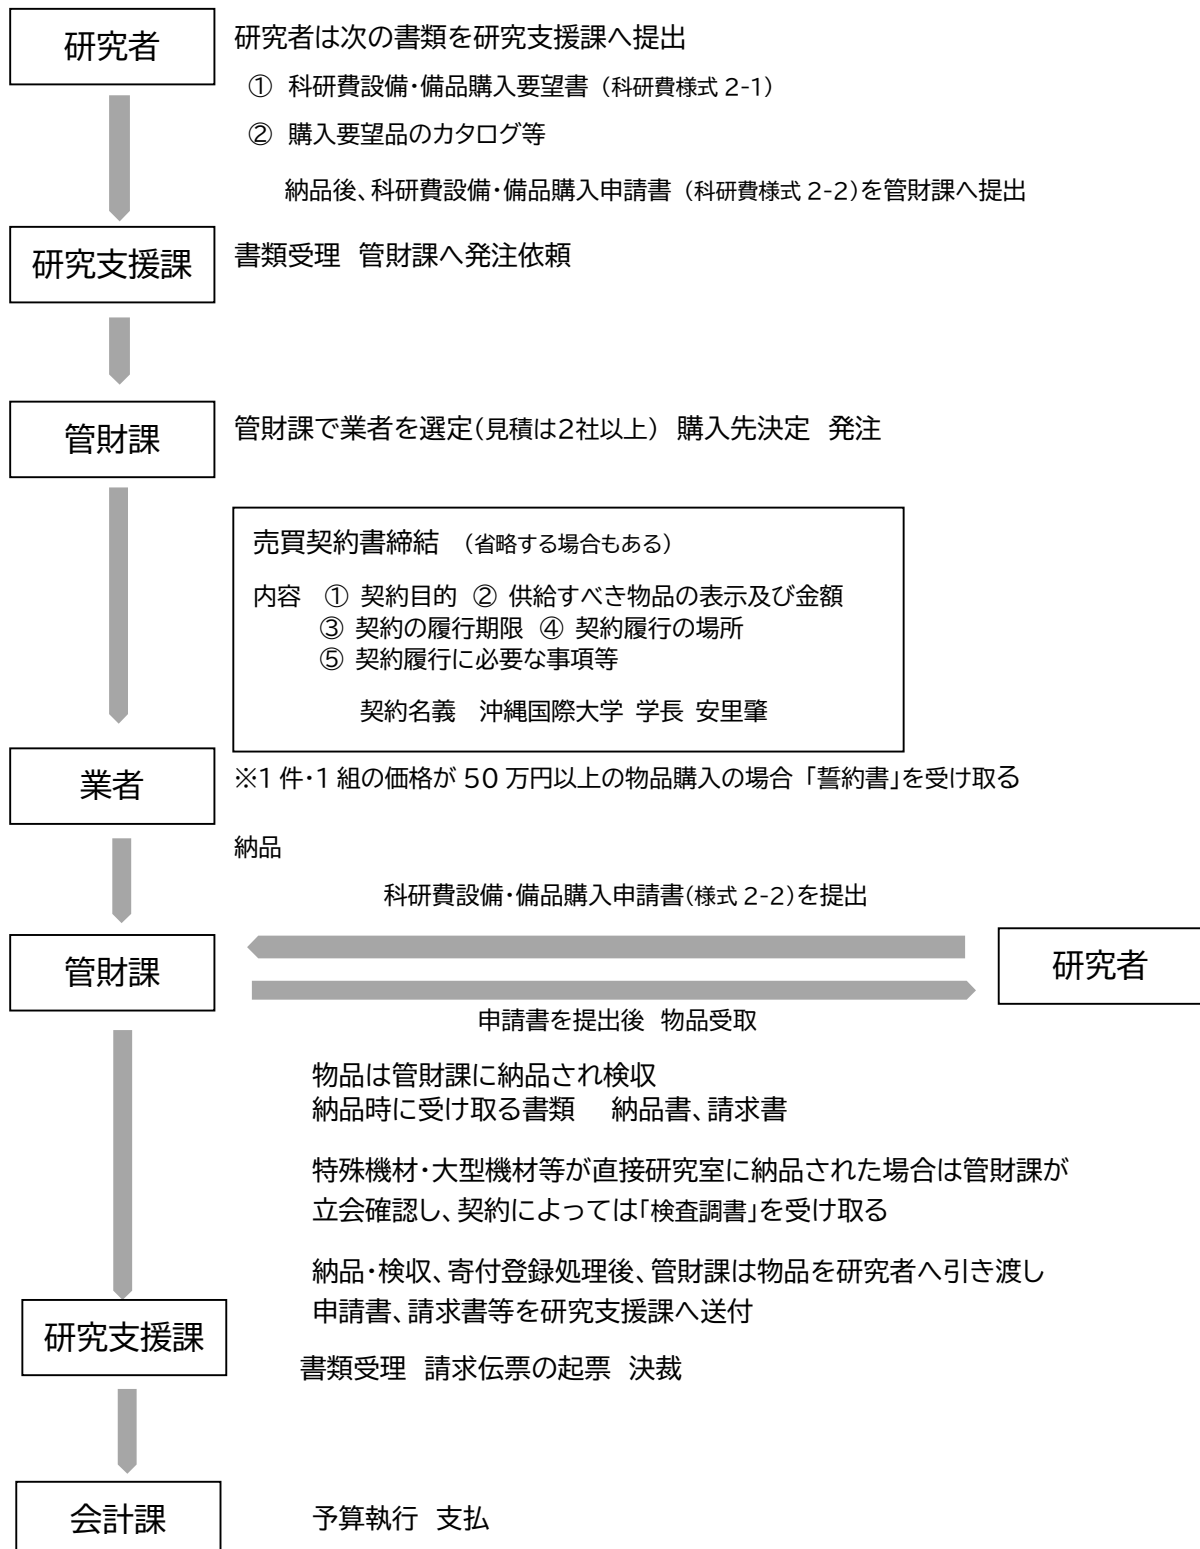 研究者
研究者は次の書類を研究支援課へ提出
① 科研費設備・備品購入要望書（科研費様式 2-1）
② 購入要望品のカタログ等
納品後、科研費設備・備品購入申請書（科研費様式 2-2）を管財課へ提出
研究支援課
書類受理 管財課へ発注依頼
管財課
管財課で業者を選定（見積は2社以上） 購入先決定 発注
売買契約書締結 （省略する場合もある）
内容 ① 契約目的 ② 供給すべき物品の表示及び金額
③ 契約の履行期限 ④ 契約履行の場所
⑤ 契約履行に必要な事項等
契約名義 沖縄国際大学 学長 安里肇
業者
※1 件・1 組の価格が 50 万円以上の物品購入の場合「誓約書」を受け取る
納品
科研費設備・備品購入申請書（様式 2-2）を提出
管財課
研究者
申請書を提出後 物品受取
物品は管財課に納品され検収
納品時に受け取る書類 納品書、請求書
特殊機材・大型機材等が直接研究室に納品された場合は管財課が
立会確認し、契約によっては「検査調書」を受け取る
納品・検収、寄付登録処理後、管財課は物品を研究者へ引き渡し
申請書、請求書等を研究支援課へ送付
研究支援課
書類受理 請求伝票の起票 決裁
会計課
予算執行 支払